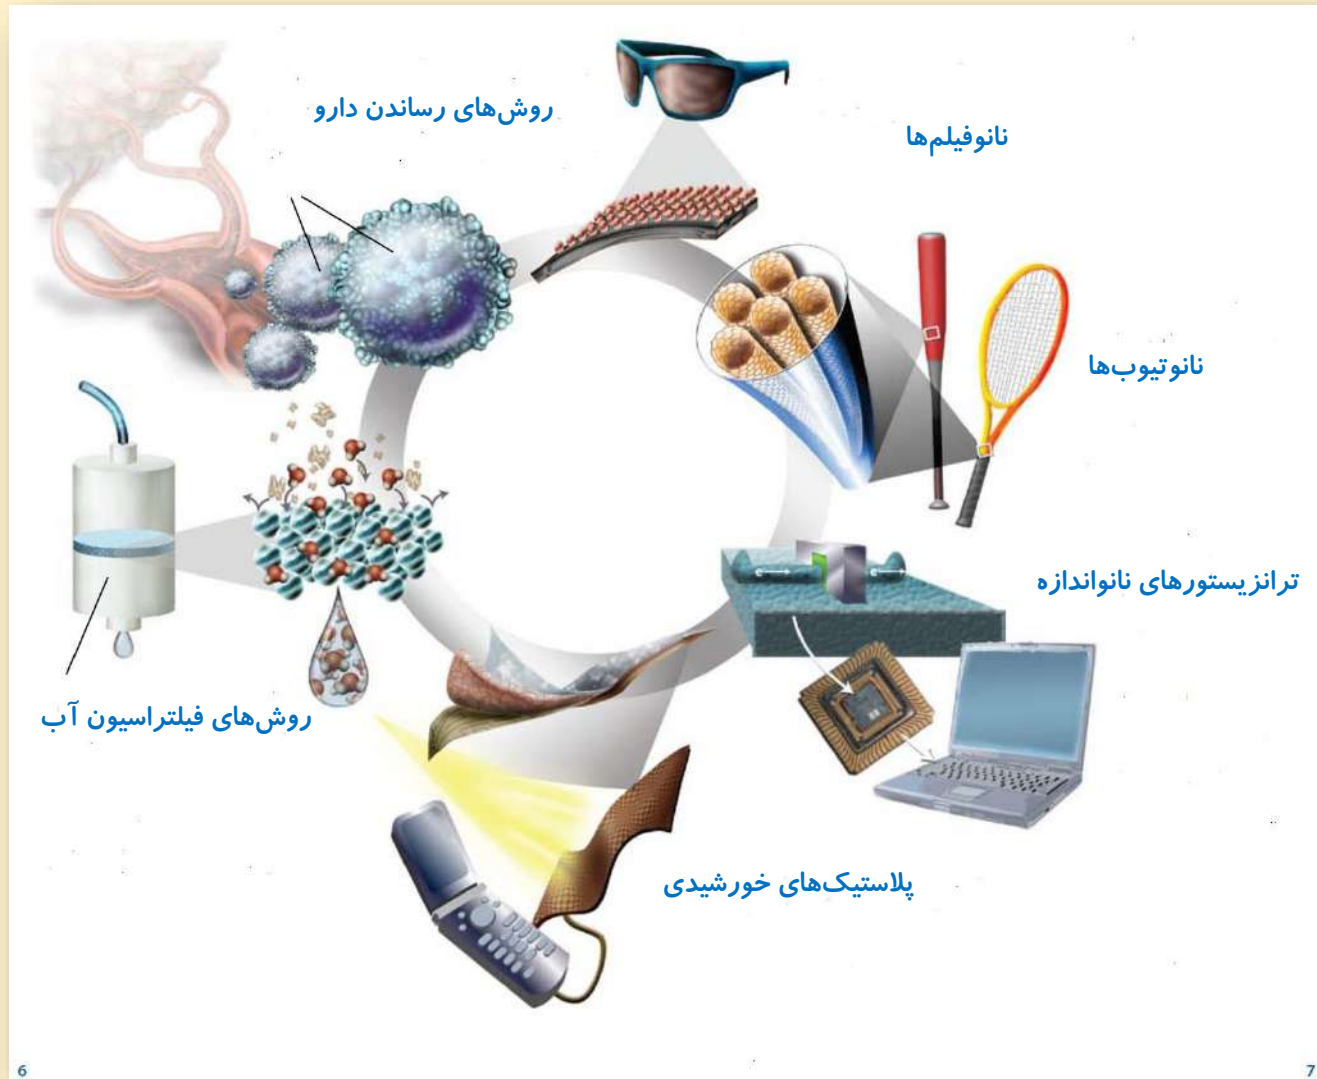 روش‌های رساندن دارو
نانوفیلم‌ها
نانوتیوب‌ها
ترانزیستورهای نانواندازه
روش‌های فیلتراسیون آب
پلاستیک‌های خورشیدی
e
e
6
7